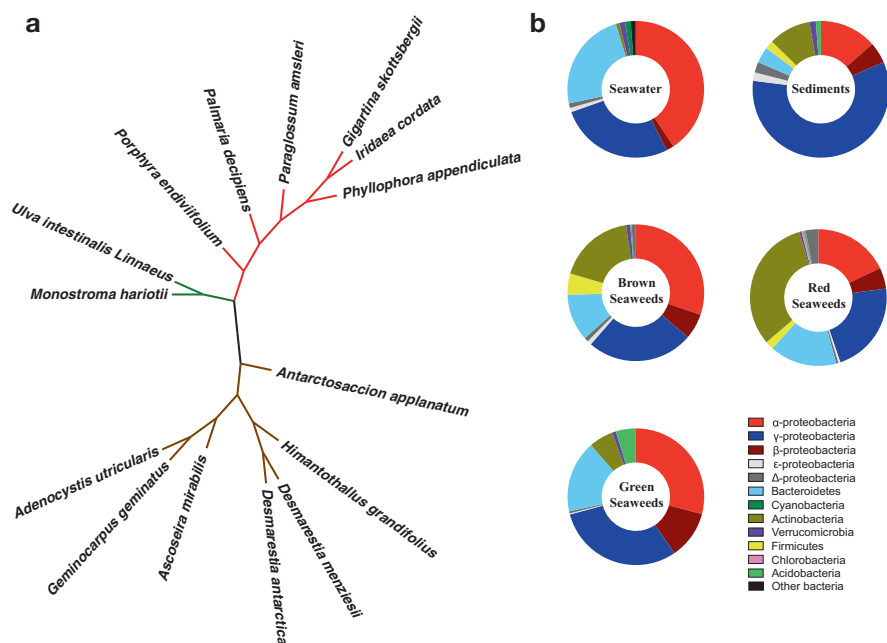 a
Ulva intestinalis Linnaeus
Monostroma hariotii
Porphyra endiviifolium
Palmaria decipiens
Paraglossum amsleri
Gigartina skottsbergii
Iridaea cordata
Phyllophora appendiculata
Antarctosaccion applanatum
Himantothallus grandifolius
Desmarestia menziesii
Desmarestia antarctica
Ascoseira mirabilis
Geminocarpus geminatus
Adenocystis utricularis
b
Seawater
Sediments
Brown
Seaweeds
Red
Seaweeds
Green
Seaweeds
α-proteobacteria
γ-proteobacteria
β-proteobacteria
ε-proteobacteria
Δ-proteobacteria
Bacteroidetes
Cyanobacteria
Actinobacteria
Verrucomicrobia
Firmicutes
Chlorobacteria
Acidobacteria
Other bacteria